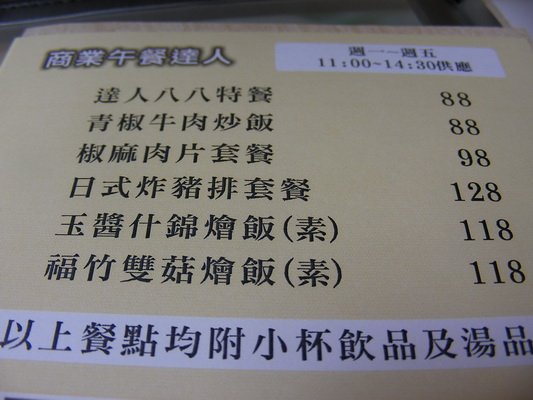 商業午餐達人
週一~週五
11:00~14:30供應
達人八八特餐 88
青椒牛肉炒飯 88
椒麻肉片套餐 98
日式炸豬排套餐 128
玉醬什錦燴飯(素) 118
福竹雙菇燴飯(素) 118
以上餐點均附小杯飲品及湯品